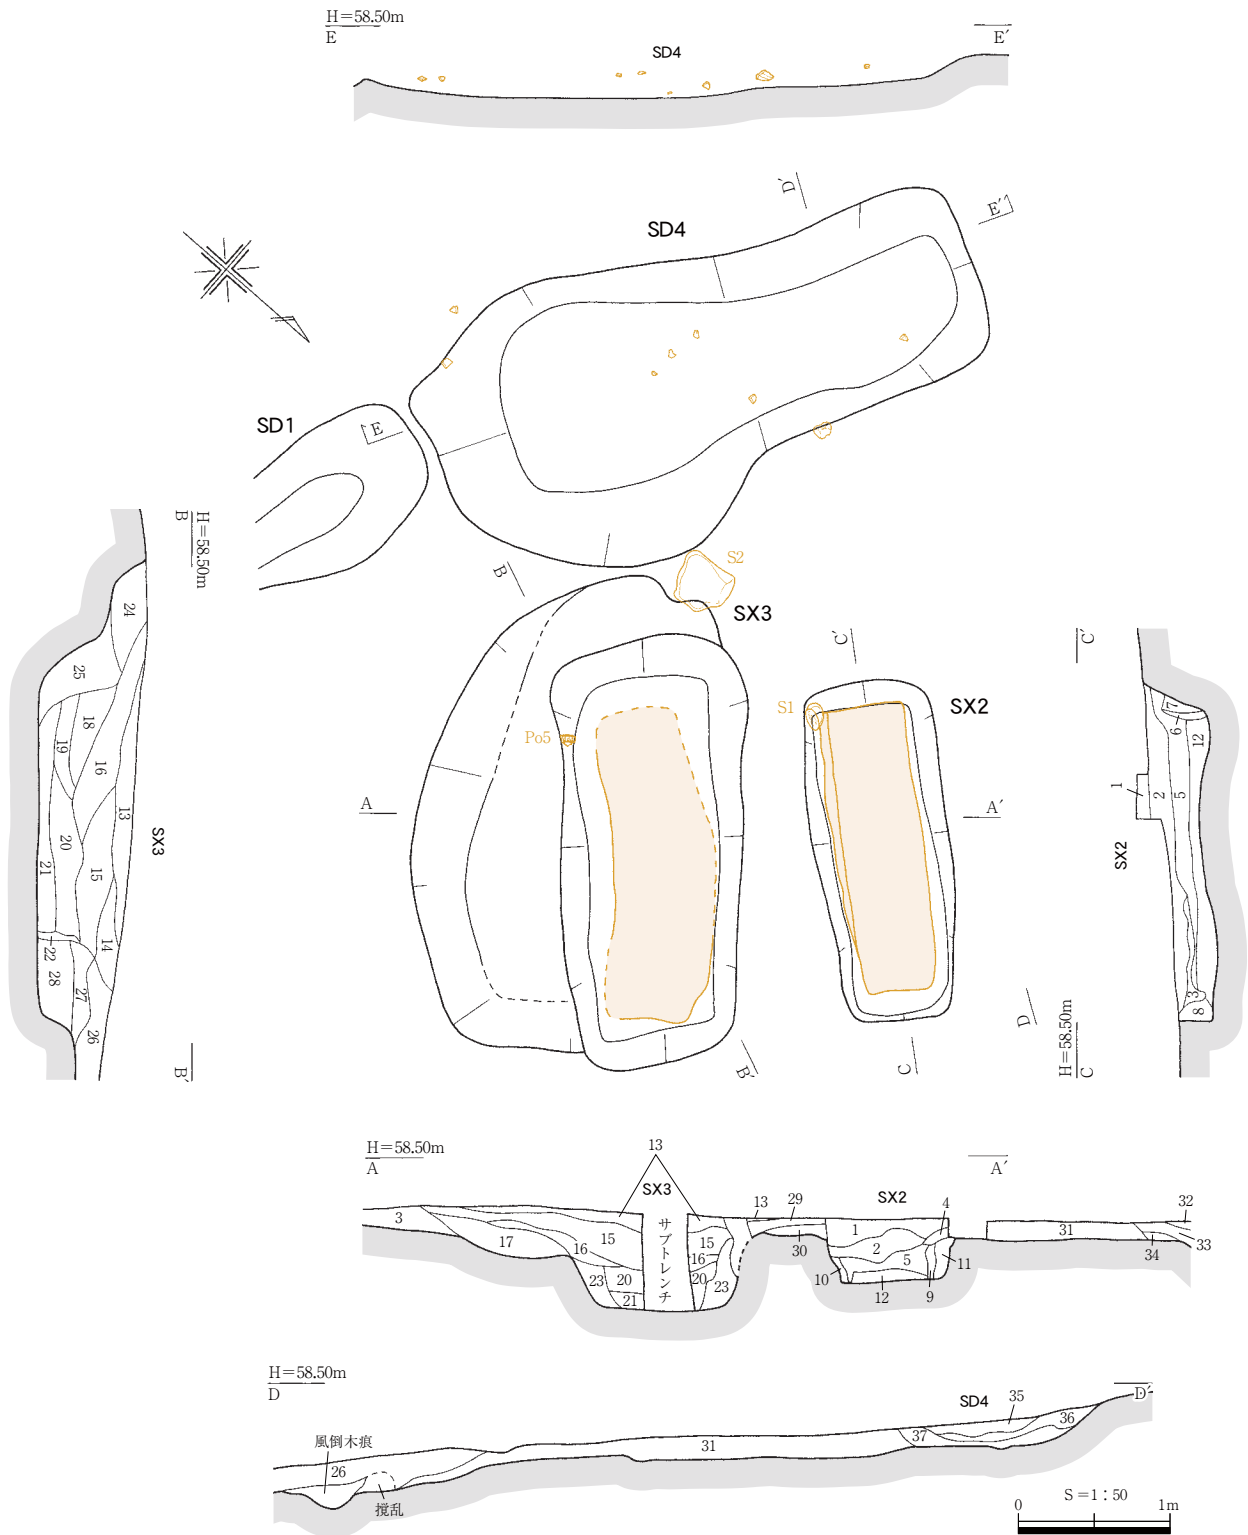 H=58.50m
E
E′
SD4
D′
E′
SD4
SD1
E
B
H=58.50m
B
S2
SX3
24
25
18
19
16
13
20
21
15
14
22
28
27
26
SX3
B′
Po5
A
S1
SX2
A′
C′
C′
7
6
12
1
2
5
SX2
3
8
D
C
B′
H=58.50m
C
H=58.50m
A
13
SX3
サブトレンチ
3
17
16
15
23
20
21
15
16
20
23
13
29
30
SX2
1
2
5
4
10
12
9
11
A′
31
32
33
34
H=58.50m
D
D′
SD4
35
36
37
31
風倒木痕
26
撹乱
S=1:50
0
1m